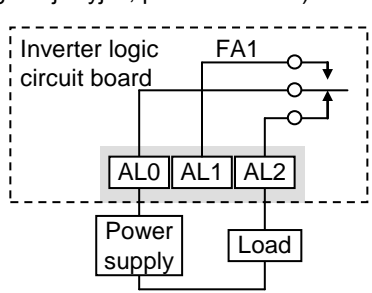 Inverter logic
circuit board
FA1
AL0 AL1 AL2
Power
supply
Load